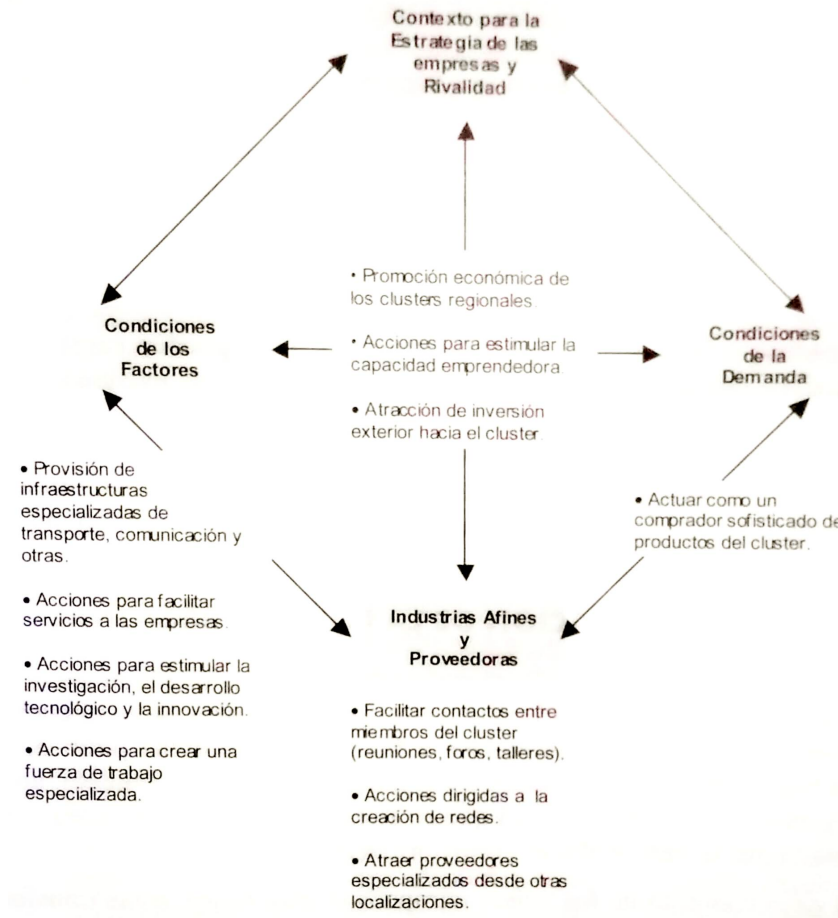 Contexto para la
Estrategia de las
empresas y
Rivalidad
• Promoción económica de
los clusters regionales.
• Acciones para estimular la
capacidad emprendedora
• Atracción de inversión
exterior hacia el cluster.
Condiciones
de los
Factores
Condiciones
de la
Demanda
• Provisión de
infraestructuras
especializadas de
transporte, comunicación y
otras.
• Acciones para facilitar
servicios a las empresas.
• Acciones para estimular la
investigación, el desarrollo
tecnológico y la innovación.
• Acciones para crear una
fuerza de trabajo
especializada.
• Actuar como un
comprador sofisticado de
productos del cluster.
Industrias Afines
y
Proveedoras
• Facilitar contactos entre
miembros del cluster
(reuniones, foros, talleres).
• Acciones dirigidas a la
creación de redes.
• Atraer proveedores
especializados desde otras
localizaciones.